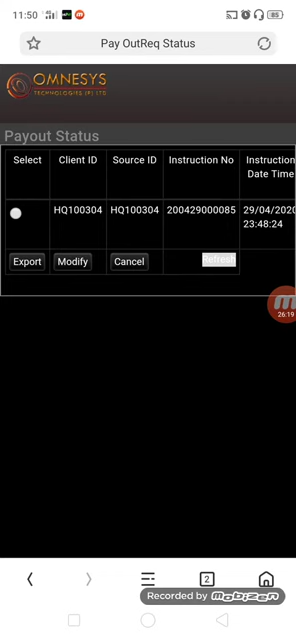 11:50
85
Pay OutReq Status
OMNESYS
TECHNOLOGIES (P) LTD
Payout Status
Select Client ID Source ID Instruction No Instruction
Date Time
HQ100304 HQ100304 200429000085 29/04/2020
23:48:24
Export Modify Cancel Refresh
26:19
2
Recorded by mobizen